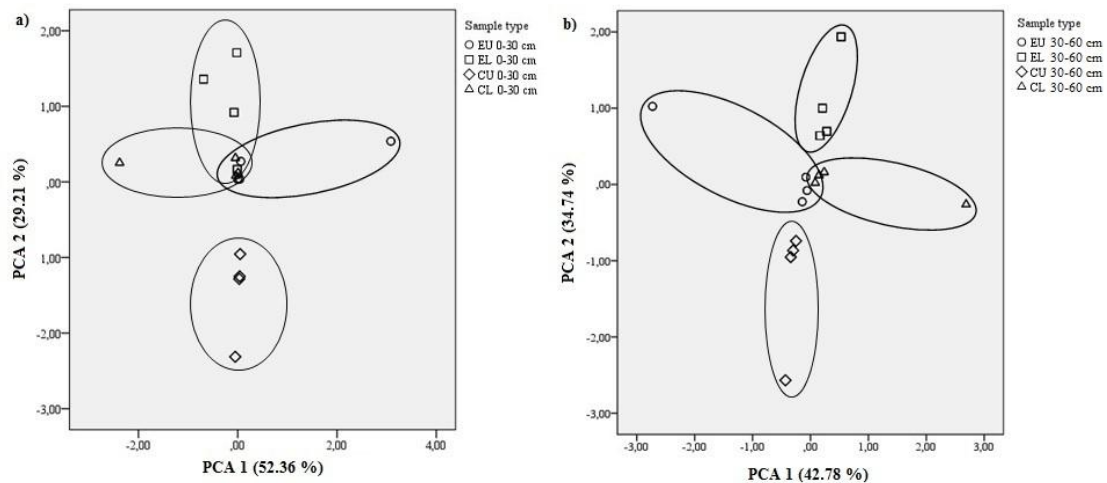 a)
2,00
1,00
,00
-1,00
-2,00
-3,00
-2,00 ,00 2,00 4,00
PCA 1 (52.36 %)
PCA 2 (29.21 %)
Sample type
EU 0-30 cm
EL 0-30 cm
CU 0-30 cm
CL 0-30 cm
b)
2,00
1,00
,00
-1,00
-2,00
-3,00
-3,00 -2,00 -1,00 ,00 1,00 2,00 3,00
PCA 1 (42.78 %)
PCA 2 (34.74 %)
Sample type
EU 30-60 cm
EL 30-60 cm
CU 30-60 cm
CL 30-60 cm